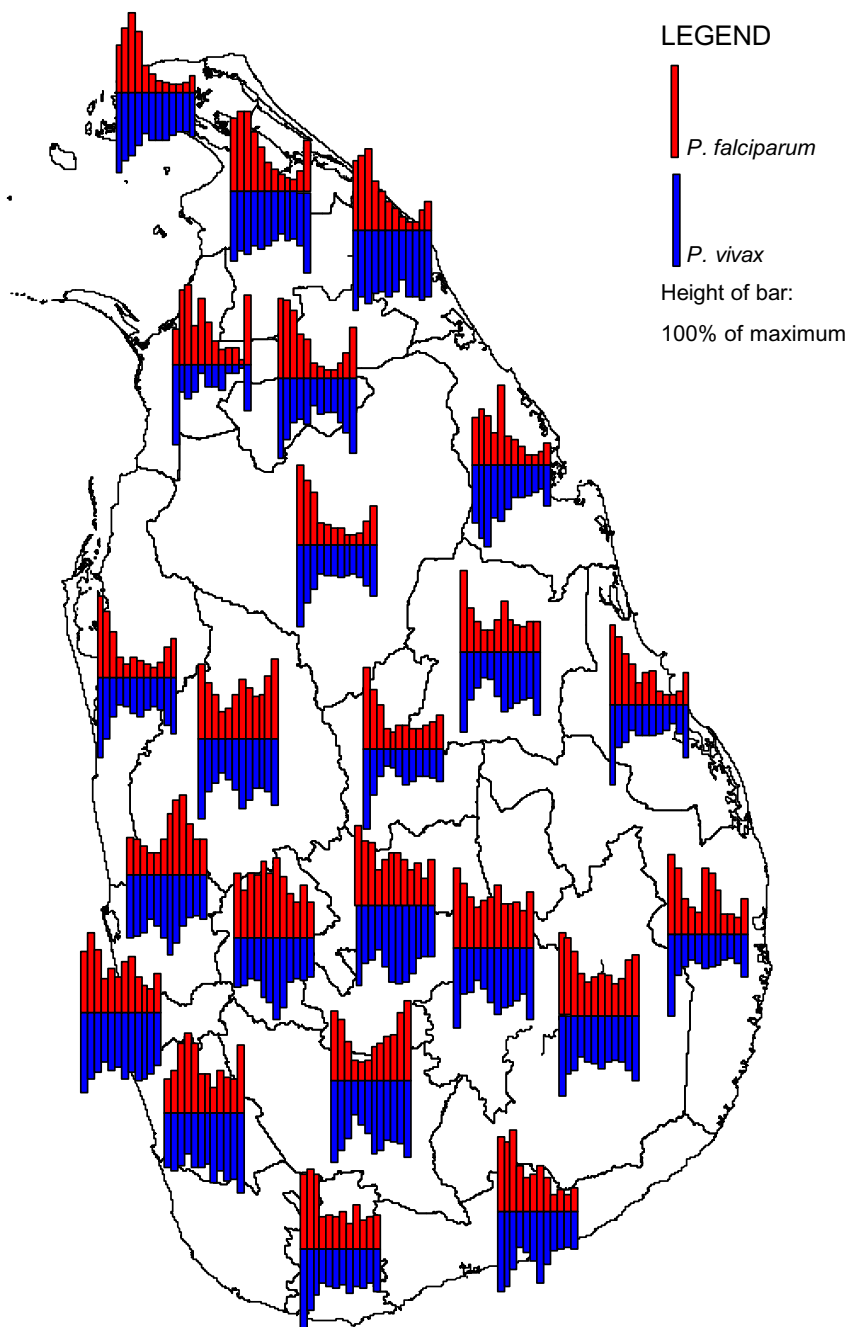 LEGEND
P. falciparum
P. vivax
Height of bar:
100% of maximum